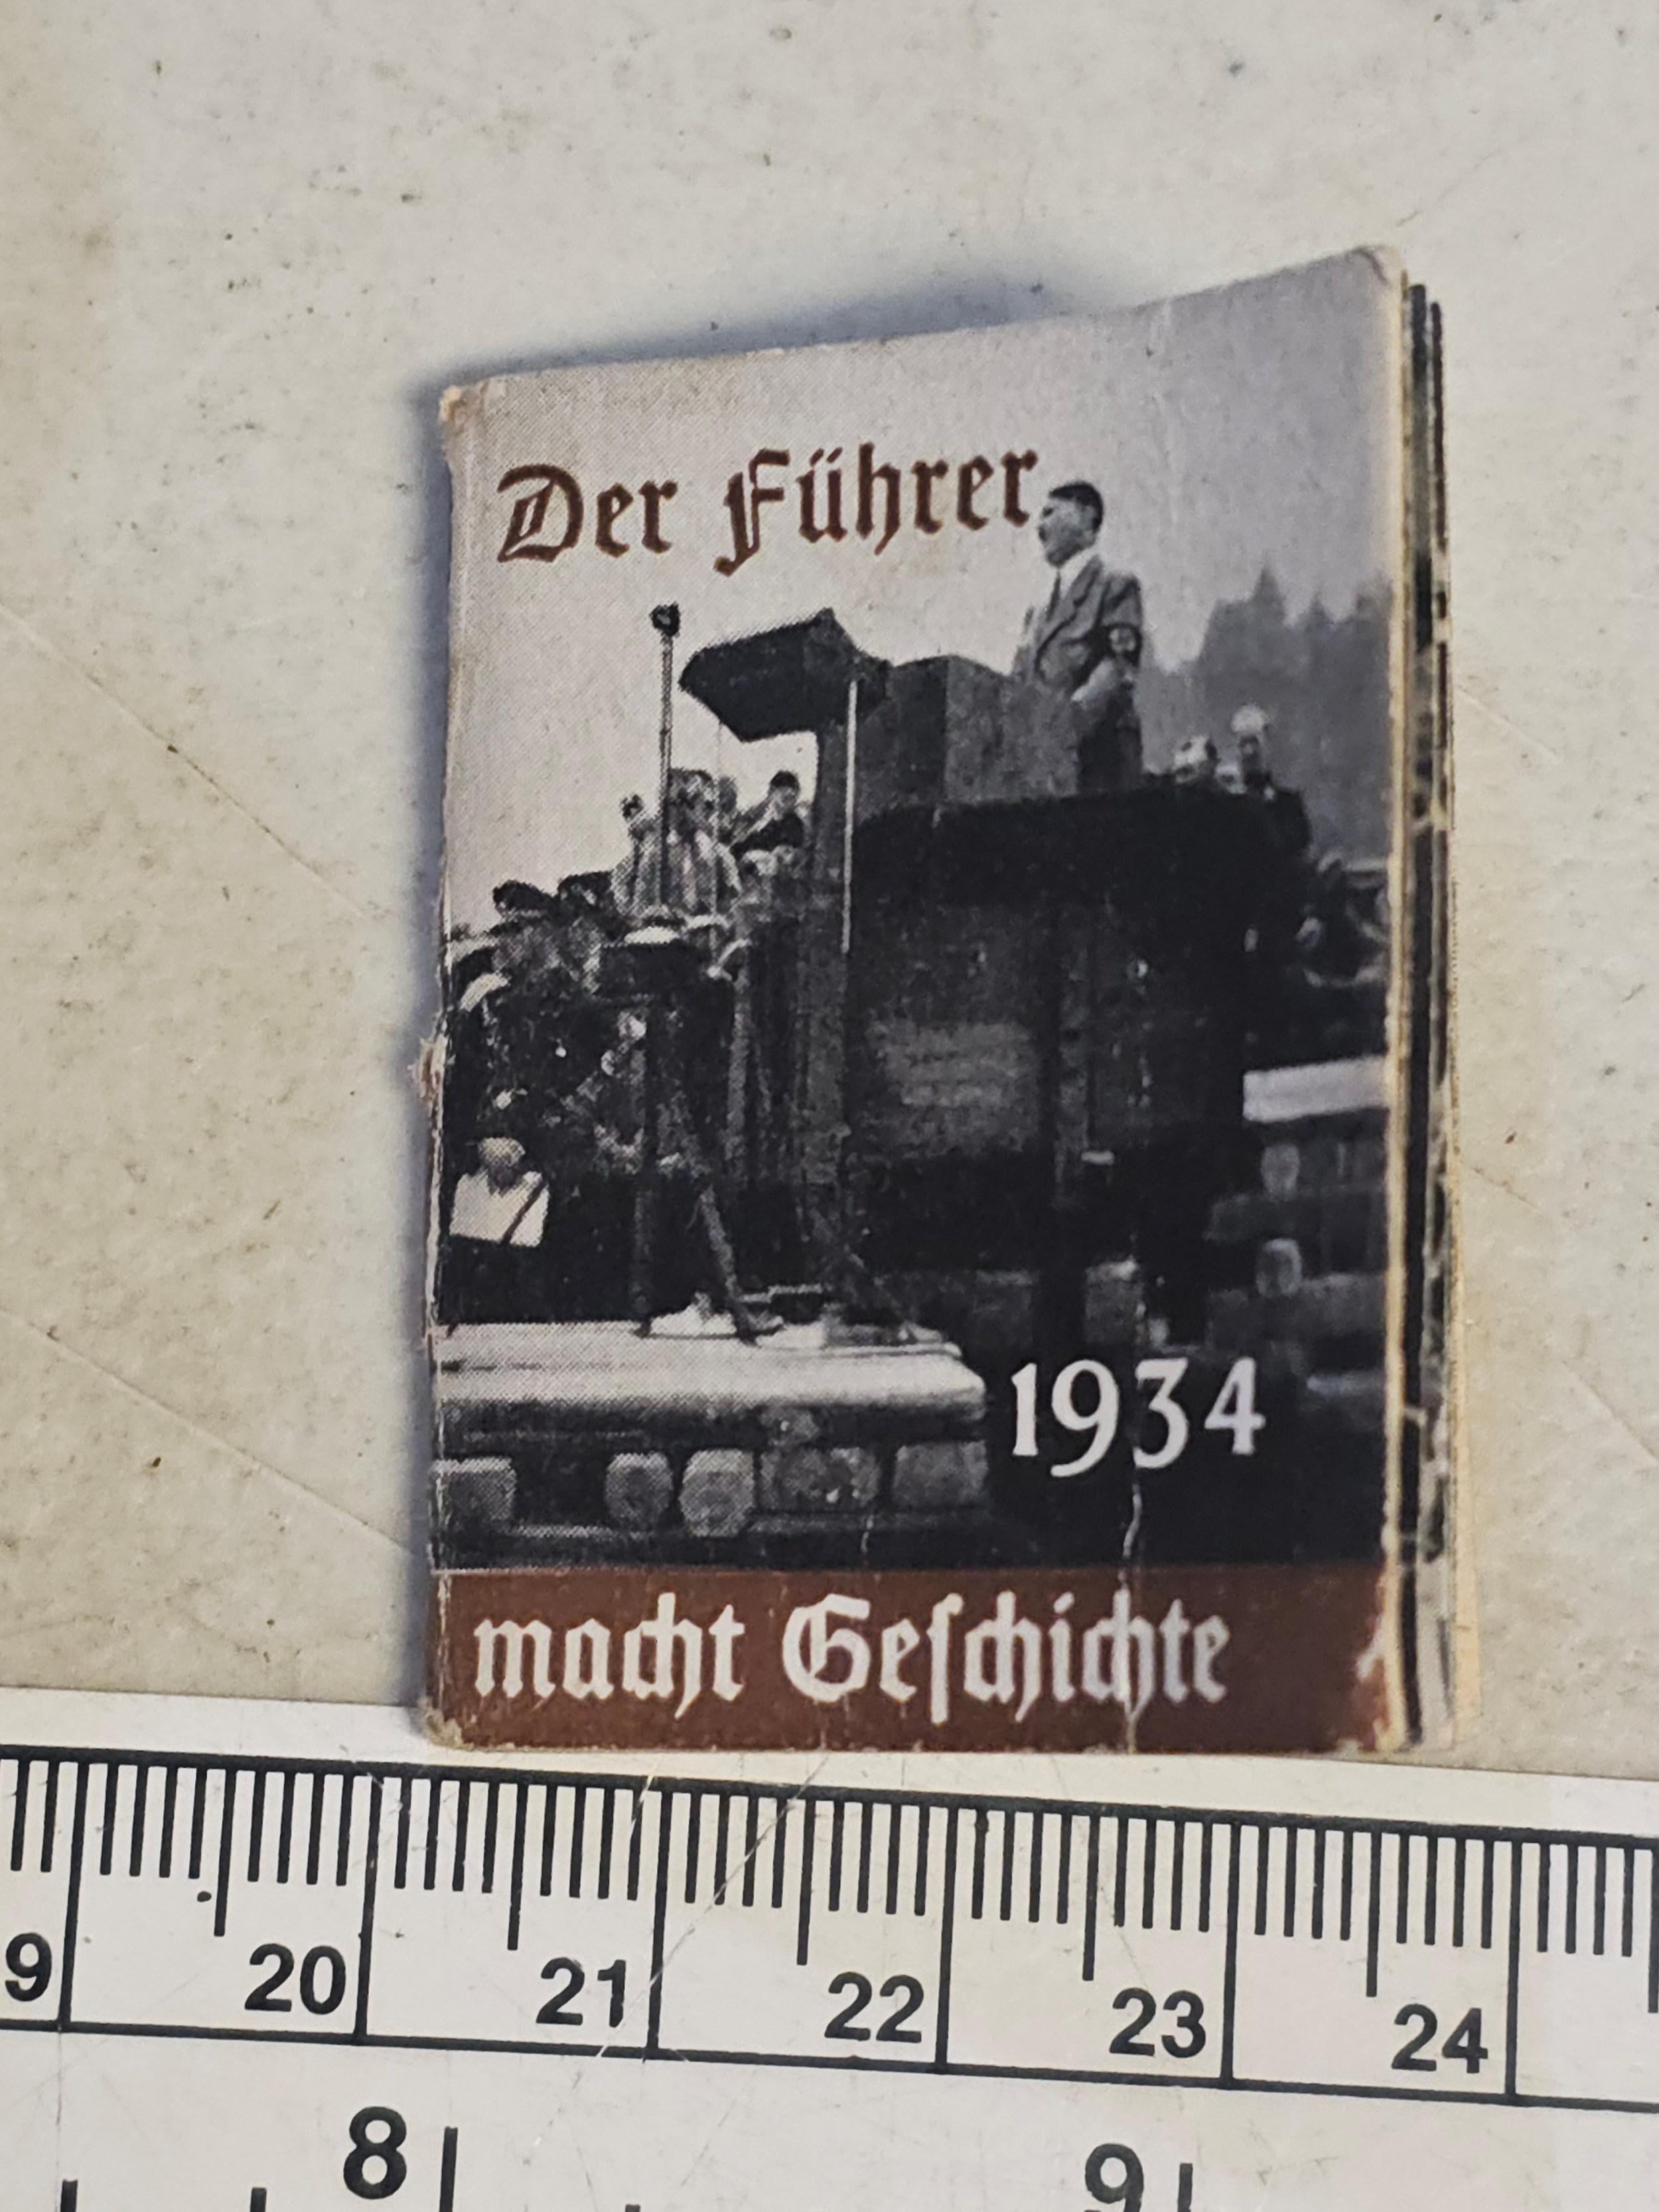 Der Führer
1934
macht Geſchichte
9 20 21 22 23 24
8 9